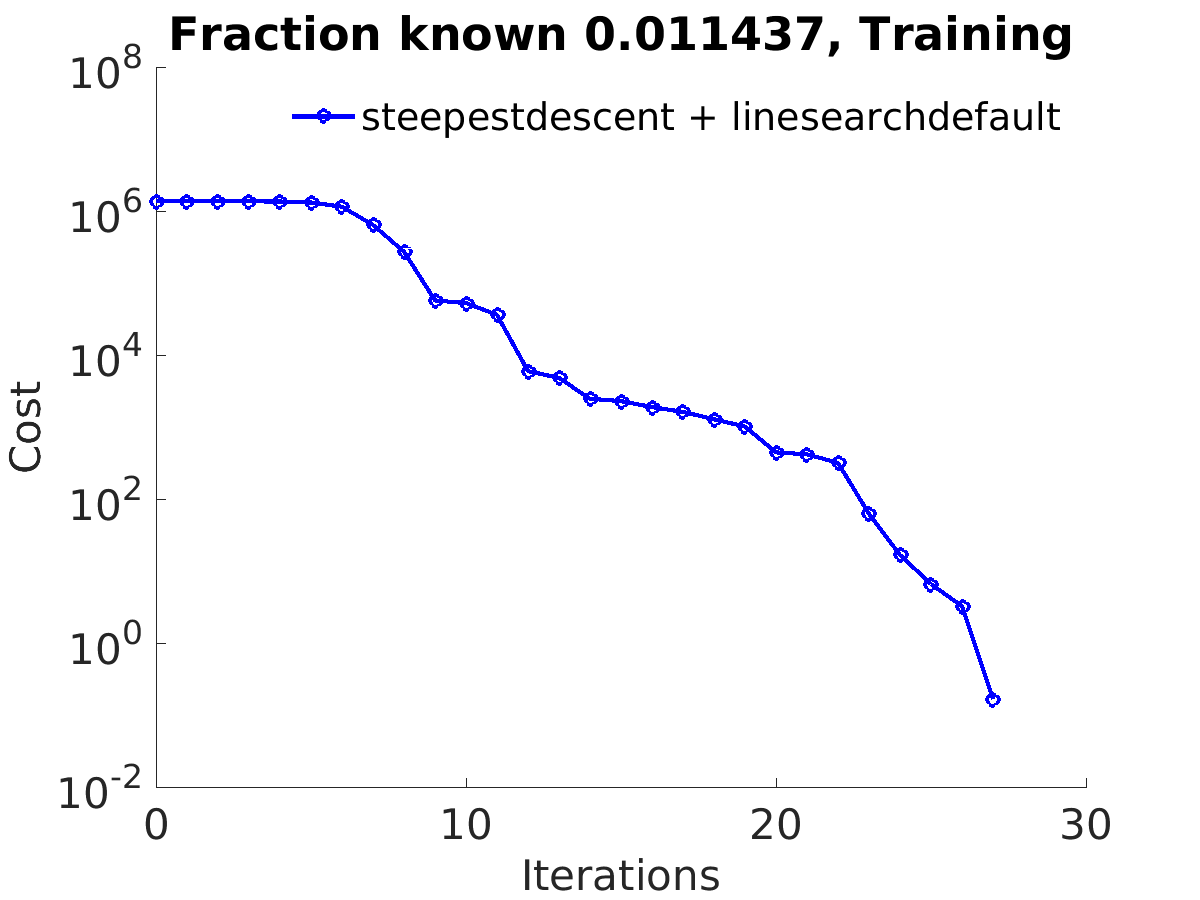 Fraction known 0.011437, Training
steepestdescent + linesearchdefault
10^8
10^6
10^4
10^2
10^0
10^-2
Cost
0 10 20 30
Iterations